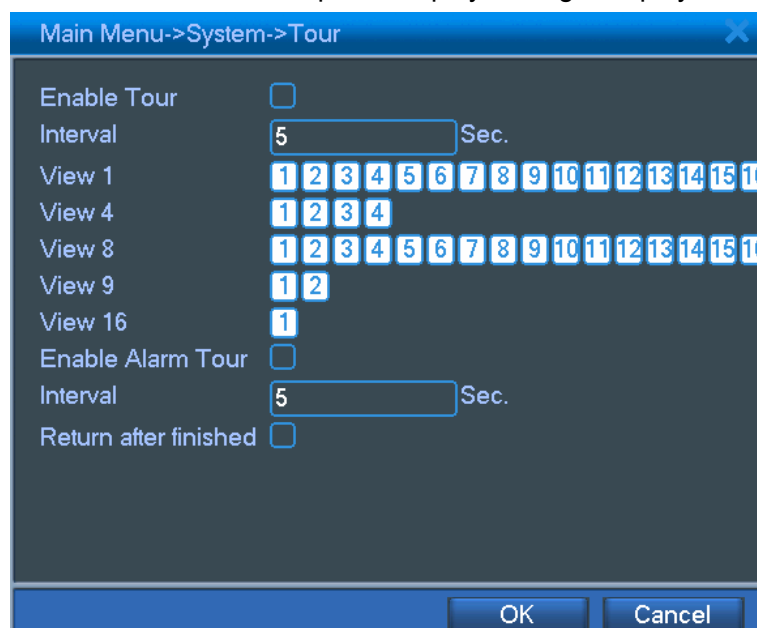 Main Menu->System->Tour
Enable Tour
Interval 5 Sec.
View 1 1 2 3 4 5 6 7 8 9 10 11 12 13 14 15
View 4 1 2 3 4
View 8 1 2 3 4 5 6 7 8 9 10 11 12 13 14 15
View 9 1 2
View 16 1
Enable Alarm Tour
Interval 5 Sec.
Return after finished
OK Cancel